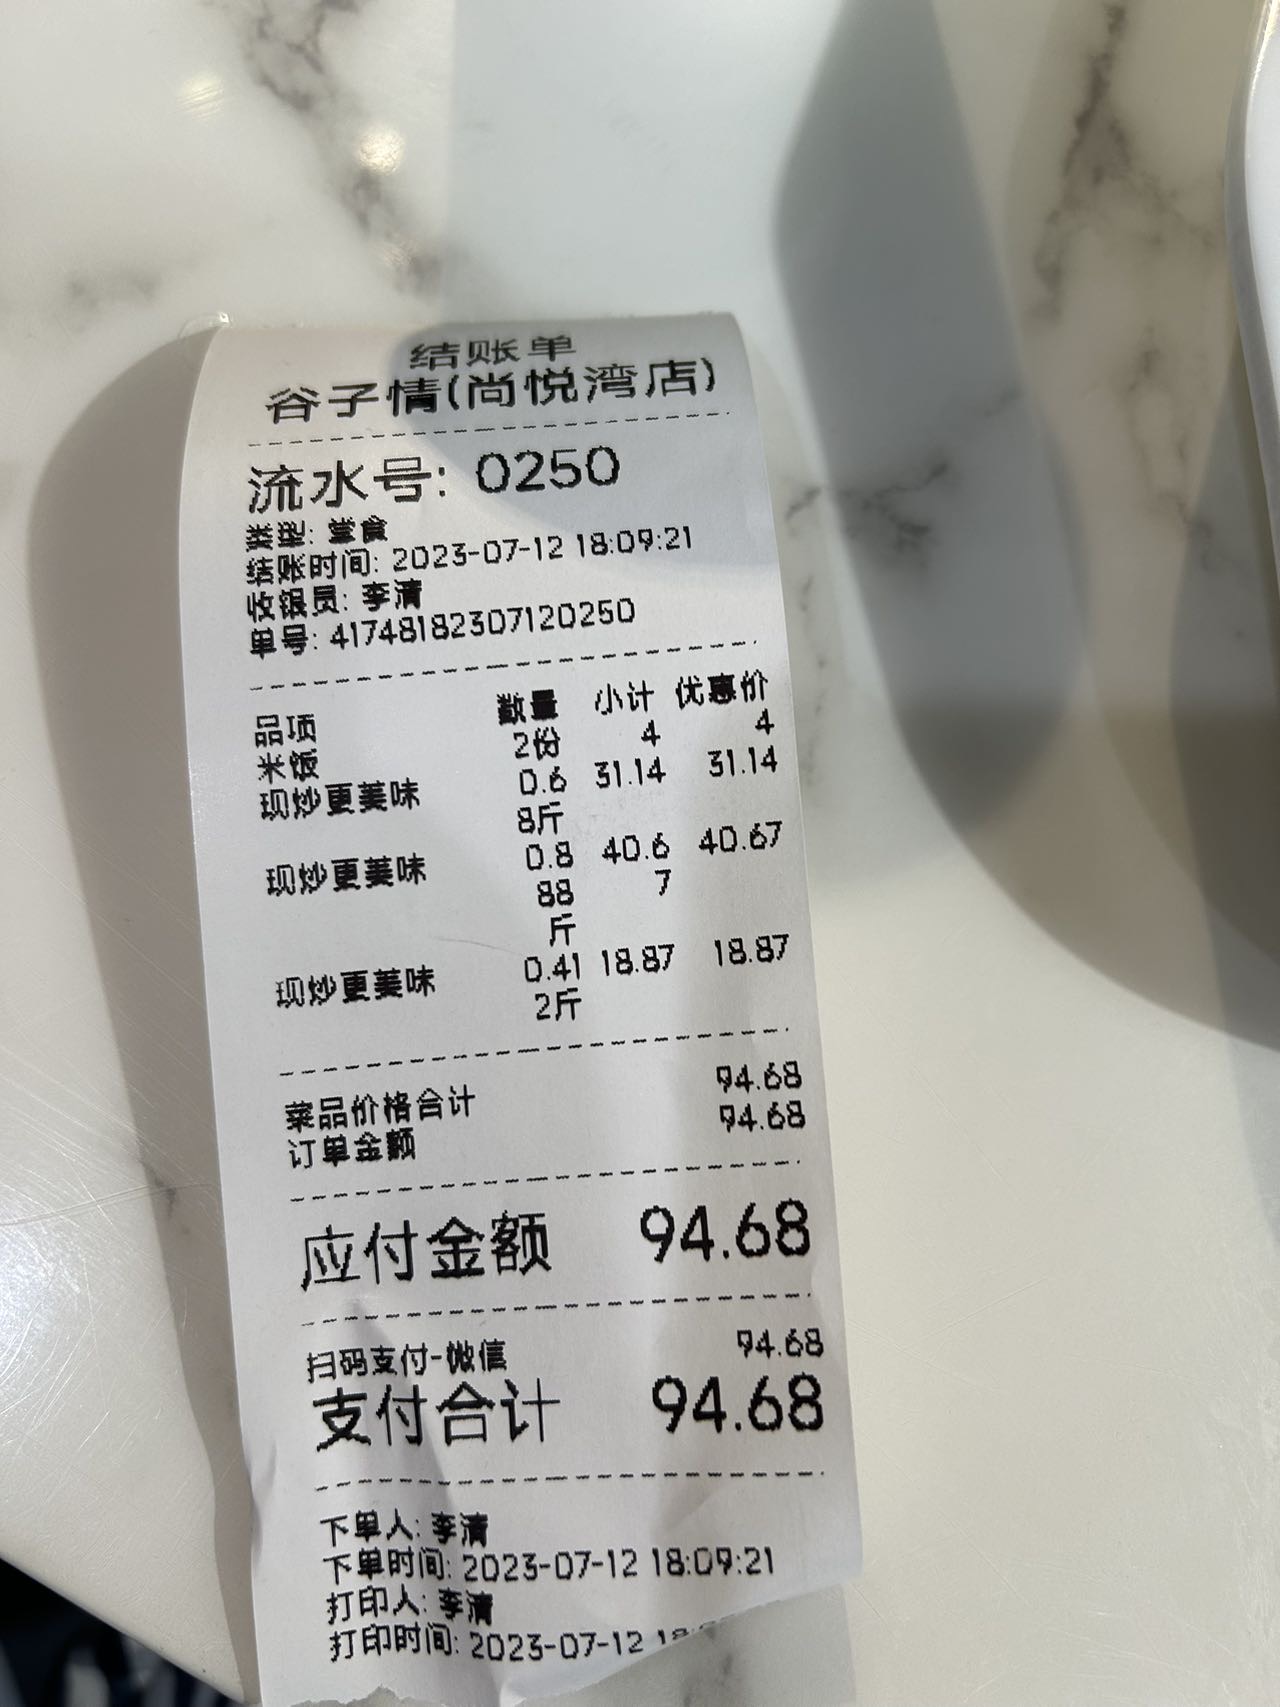 结账单
谷子情(尚悦湾店)
流水号: 0250
类型: 堂食
结账时间: 2023-07-12 18:09:21
收银员: 李清
单号: 41748182307120250
品项 数量 小计 优惠价
米饭 2份 4 4
现炒更美味 0.6 31.14 31.14
8斤
现炒更美味 0.8 40.6 40.67
88 7
斤
现炒更美味 0.41 18.87 18.87
2斤
菜品价格合计 94.68
订单金额 94.68
应付金额 94.68
扫码支付-微信 94.68
支付合计 94.68
下单人: 李清
下单时间: 2023-07-12 18:09:21
打印人: 李清
打印时间: 2023-07-12